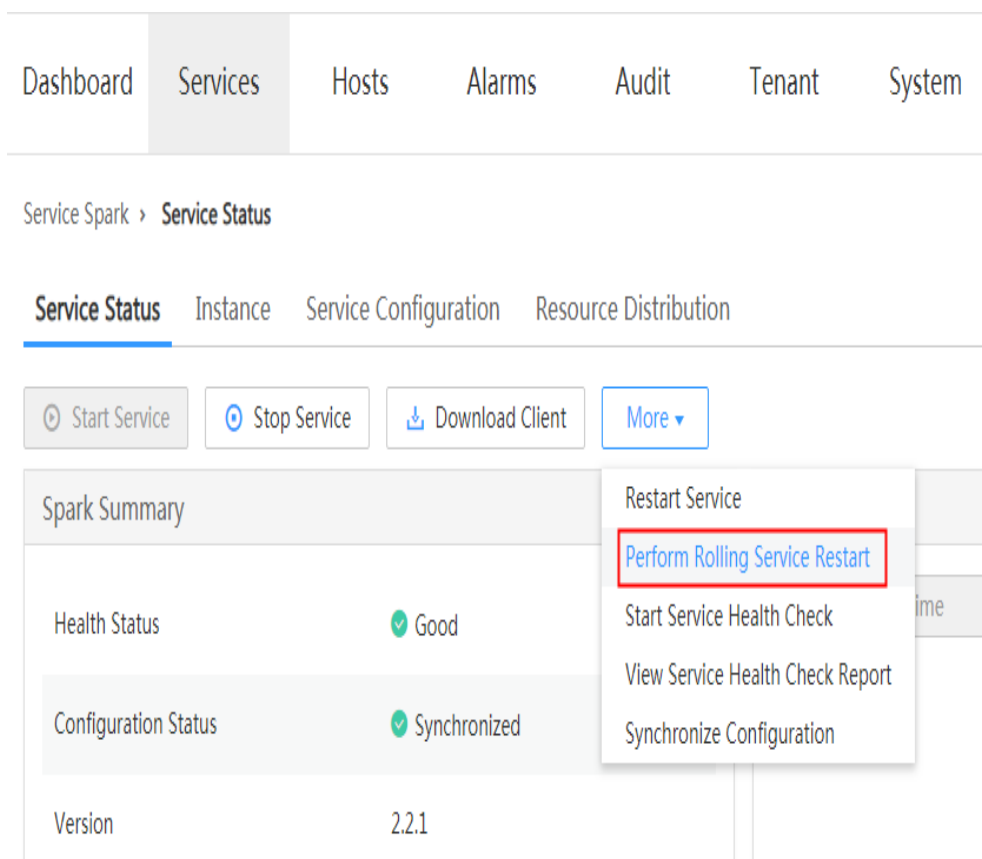 Dashboard Services Hosts Alarms Audit Tenant System
Service Spark › Service Status
Service Status Instance Service Configuration Resource Distribution
Start Service Stop Service Download Client More
Spark Summary
Restart Service
Perform Rolling Service Restart
Start Service Health Check
View Service Health Check Report
Synchronize Configuration
Health Status Good
Configuration Status Synchronized
Version 2.2.1